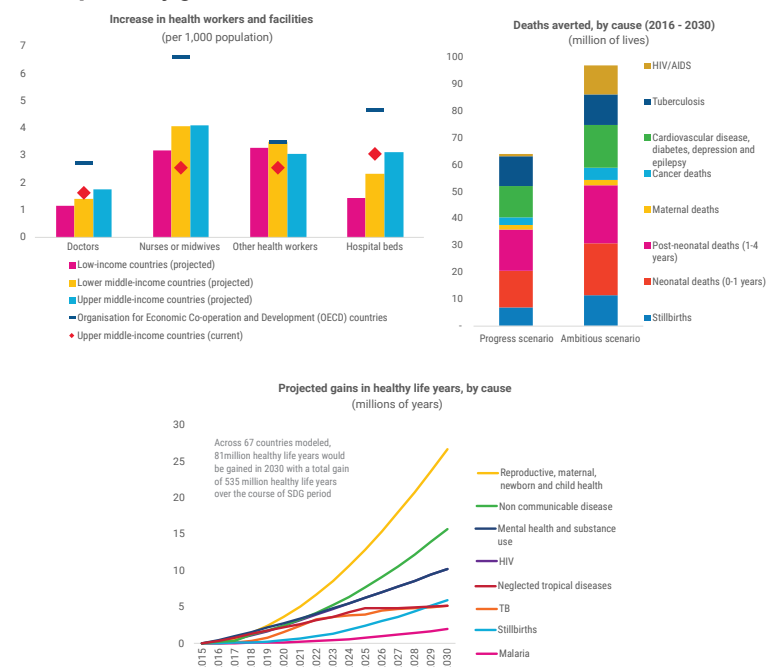 Increase in health workers and facilities
(per 1,000 population)
7
6
5
4
3
2
1
0
Doctors
Nurses or midwives
Other health workers
Hospital beds
Low-income countries (projected)
Lower middle-income countries (projected)
Upper middle-income countries (projected)
Organisation for Economic Co-operation and Development (OECD) countries
Upper middle-income countries (current)
Deaths averted, by cause (2016 - 2030)
(million of lives)
100
90
80
70
60
50
40
30
20
10
-
Progress scenario
Ambitious scenario
HIV/AIDS
Tuberculosis
Cardiovascular disease,
diabetes, depression and
epilepsy
Cancer deaths
Maternal deaths
Post-neonatal deaths (1-4
years)
Neonatal deaths (0-1 years)
Stillbirths
Projected gains in healthy life years, by cause
(millions of years)
30
25
20
15
10
5
0
Across 67 countries modeled,
81million healthy life years would
be gained in 2030 with a total gain
of 535 million healthy life years
over the course of SDG period
015
016
017
018
019
020
021
022
023
024
025
026
027
028
029
030
Reproductive, maternal,
newborn and child health
Non communicable disease
Mental health and substance
use
HIV
Neglected tropical diseases
TB
Stillbirths
Malaria